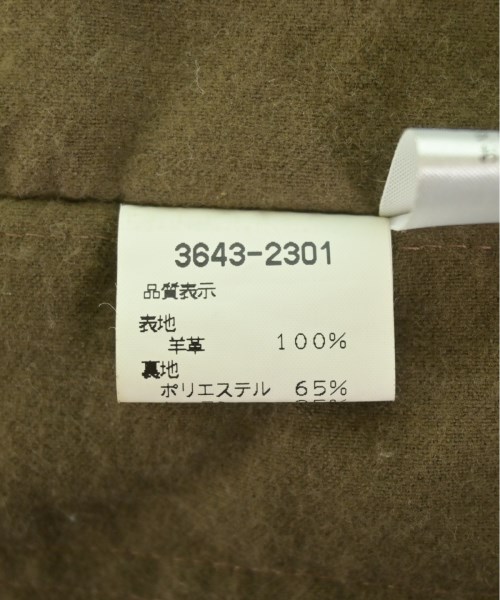 3643-2301
品質表示
表地
羊革 100%
裏地
ポリエステル 65%